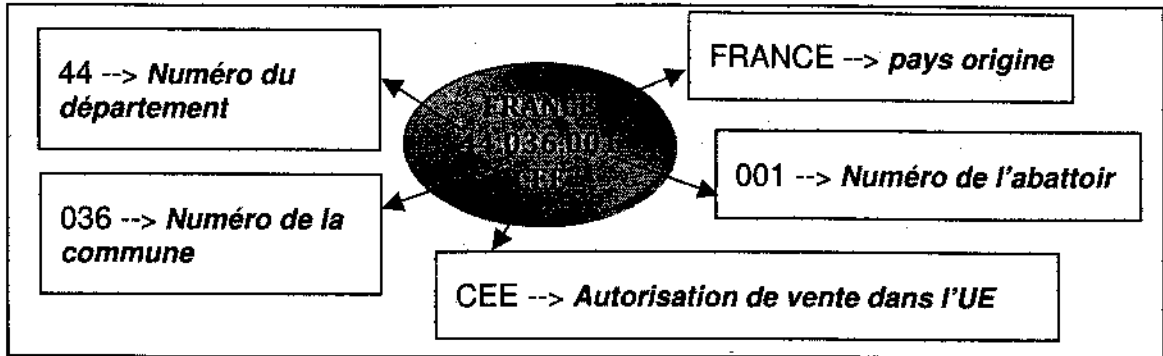 44 --> Numéro du
département
FRANCE --> pays origine
FRANCE
44.036.001
CEE
036 --> Numéro de la
commune
001 --> Numéro de l'abattoir
CEE --> Autorisation de vente dans l'UE